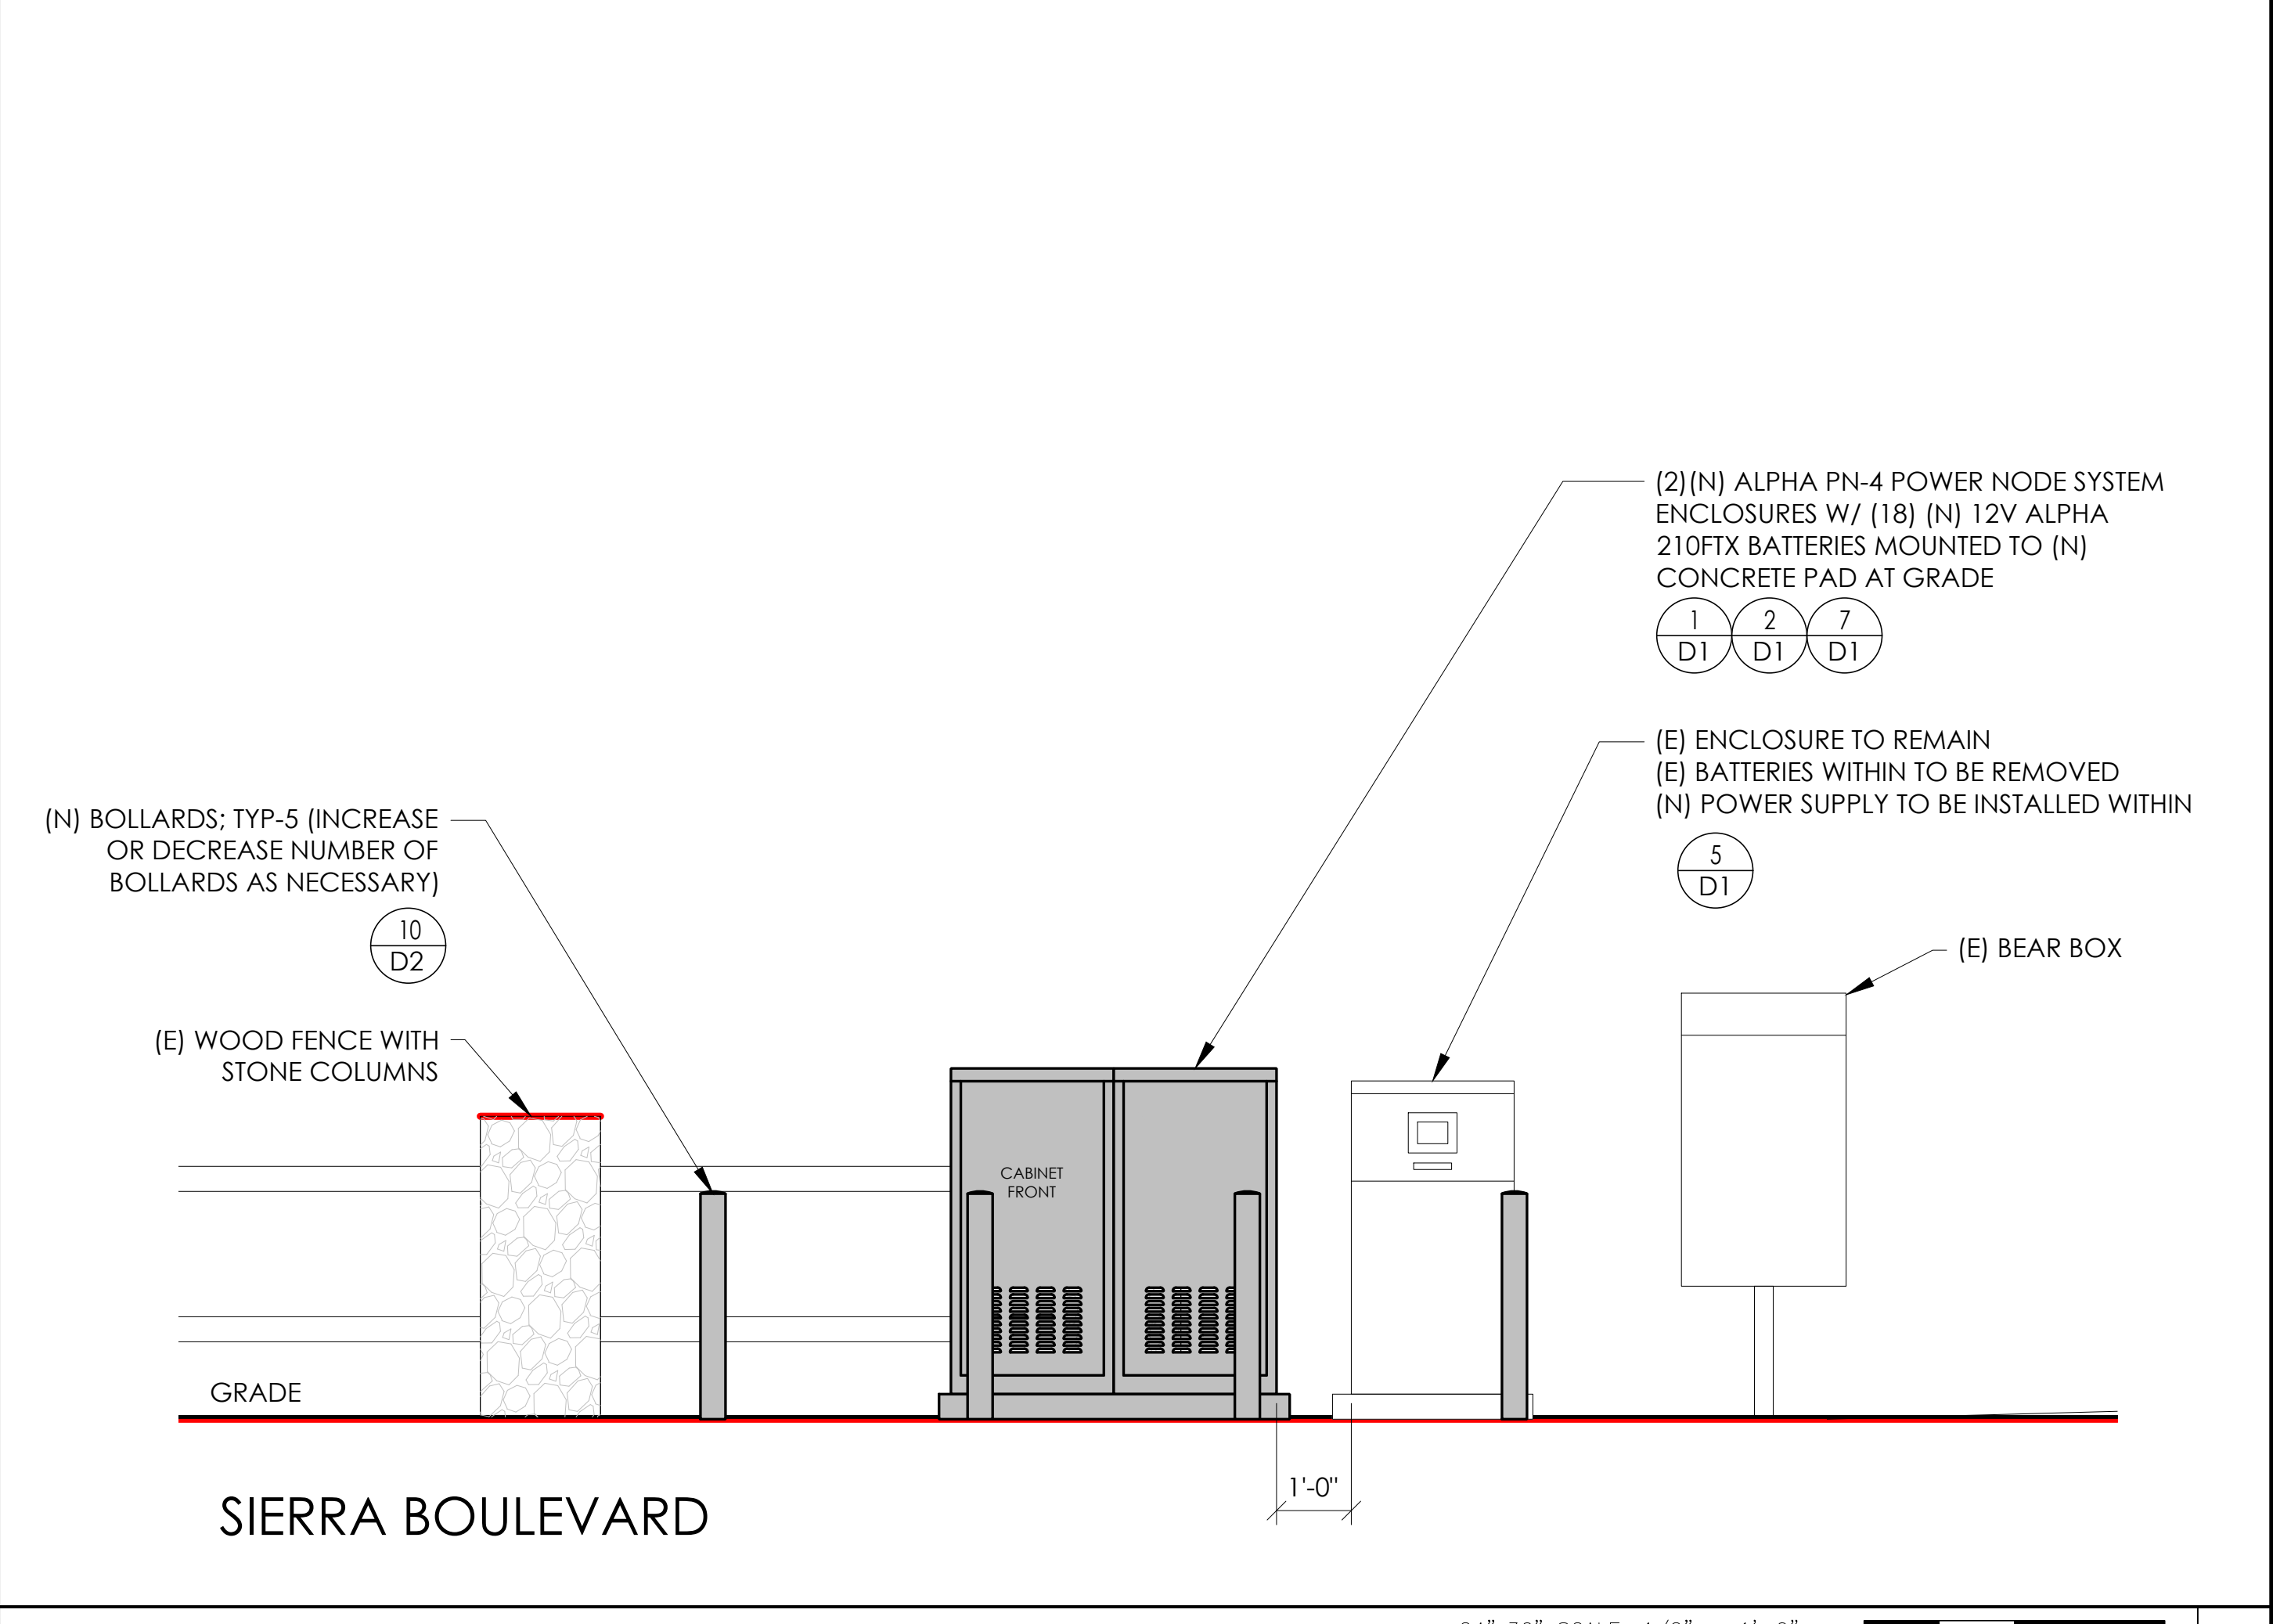 (2)(N) ALPHA PN-4 POWER NODE SYSTEM
ENCLOSURES W/ (18) (N) 12V ALPHA
210FTX BATTERIES MOUNTED TO (N)
CONCRETE PAD AT GRADE
1 2 7
D1 D1 D1
(E) ENCLOSURE TO REMAIN
(E) BATTERIES WITHIN TO BE REMOVED
(N) POWER SUPPLY TO BE INSTALLED WITHIN
5
D1
(N) BOLLARDS; TYP-5 (INCREASE
OR DECREASE NUMBER OF
BOLLARDS AS NECESSARY)
10
D2
(E) BEAR BOX
(E) WOOD FENCE WITH
STONE COLUMNS
CABINET
FRONT
GRADE
1'-0"
SIERRA BOULEVARD